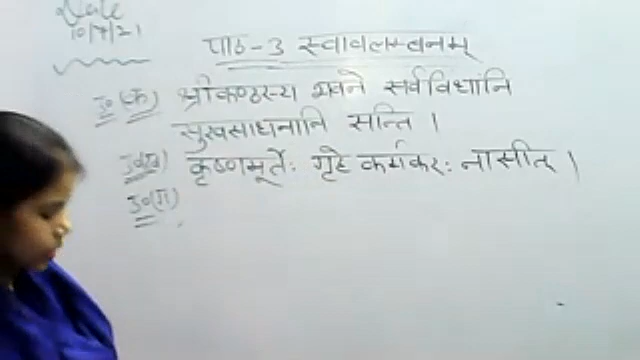 Date
10/7/21
पाठ-3 स्वावलम्बनम्
उ०(क) श्रीकण्ठस्य भवने सर्वविधानि
सुखसाधनानि सन्ति ।
उ०(ख) कृष्णमूर्तेः गृहे कर्मकरः नासीत् ।
उ०(ग)